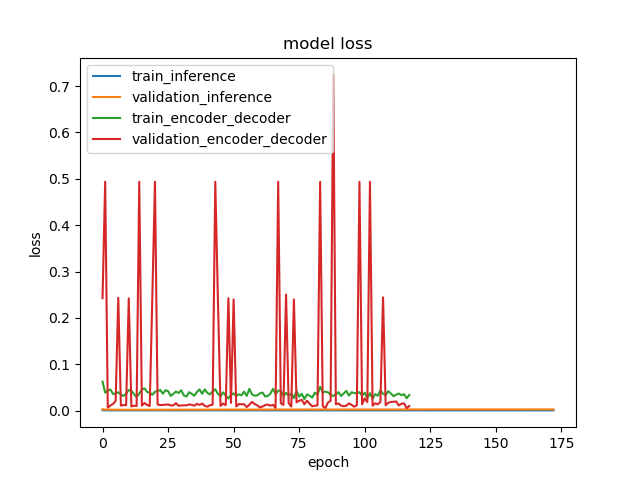 model loss
train_inference
validation_inference
train_encoder_decoder
validation_encoder_decoder
loss
0.7
0.6
0.5
0.4
0.3
0.2
0.1
0.0
0 25 50 75 100 125 150 175
epoch